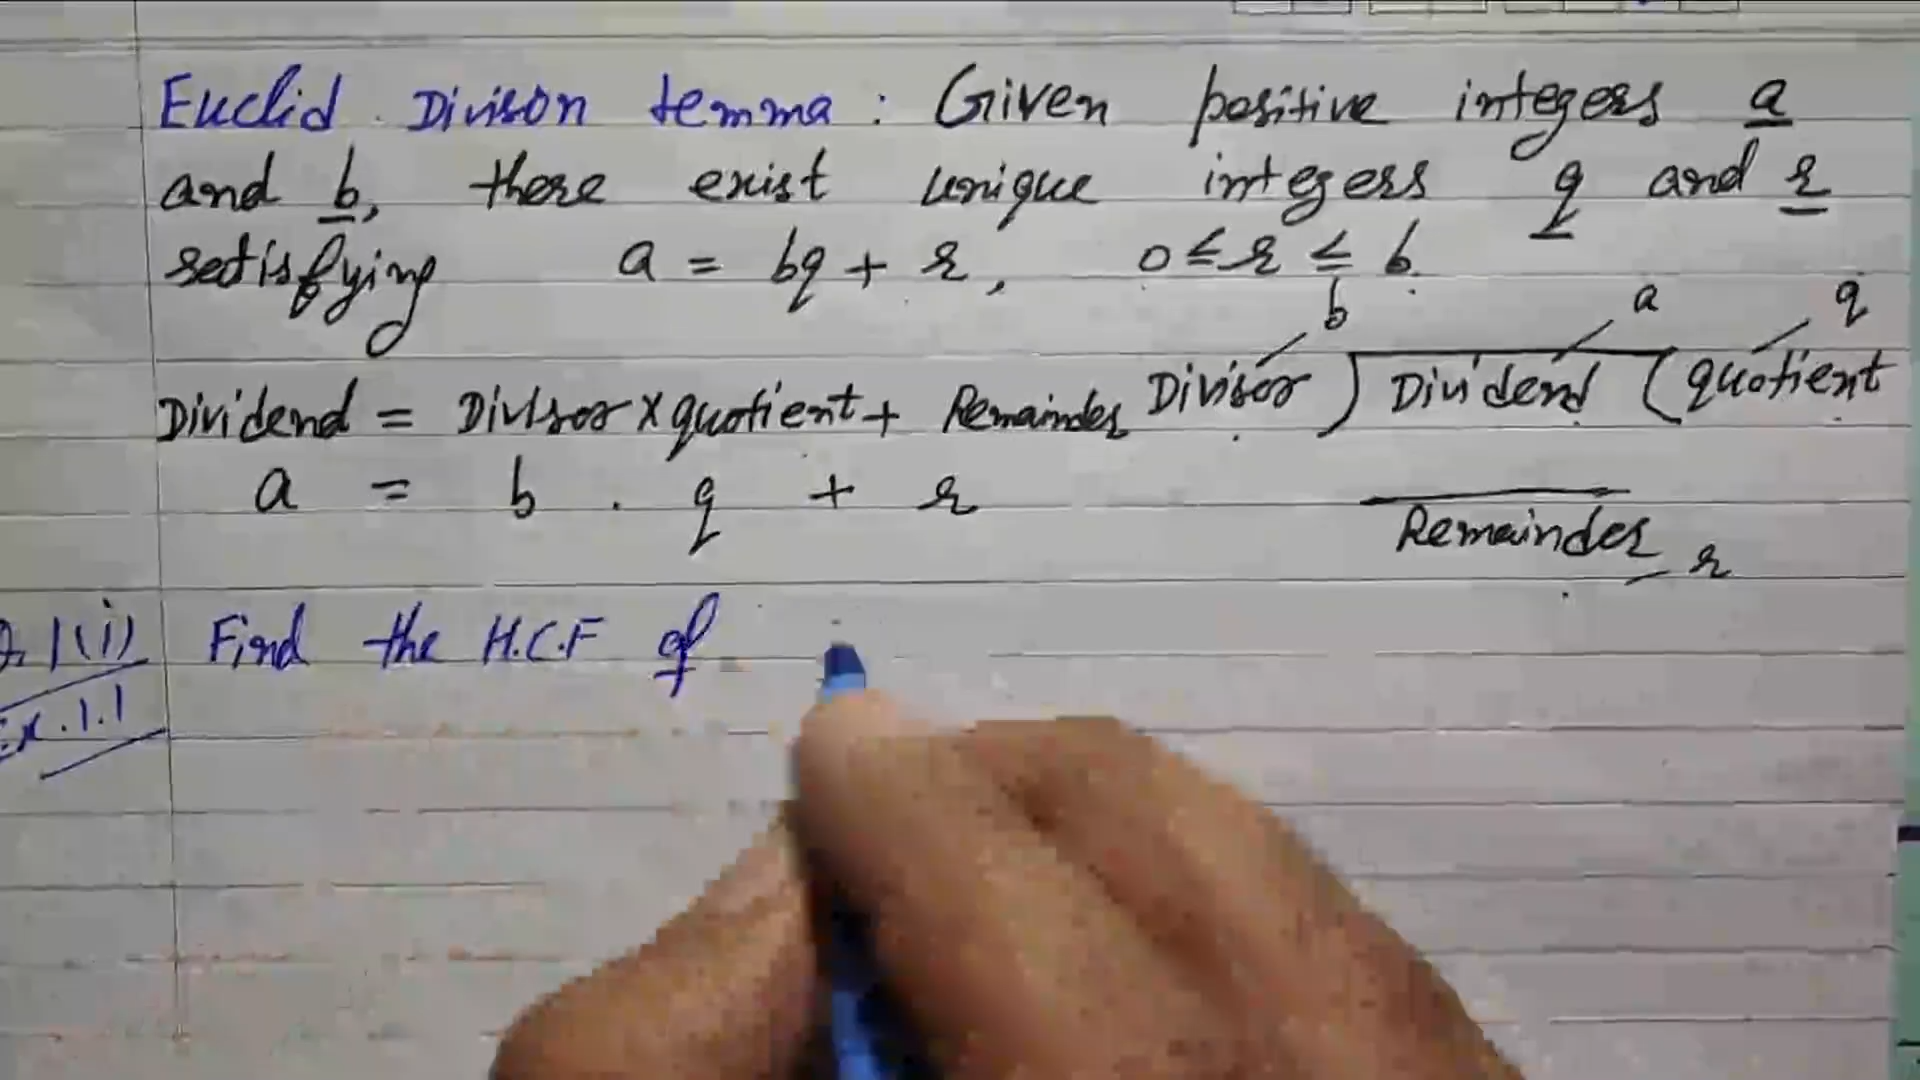 Euclid Divison Lemma : Given positive integers a
and b, there exist unique integers q and r
satisfying a = bq + r, 0 ≤ r ≤ b.
b a q
Dividend = Divisor × quotient + Remainder Divisor ) Dividend ( quotient
a = b . q + r
Remainder r
Q. 1(i) Find the H.C.F of
Ex. 1.1